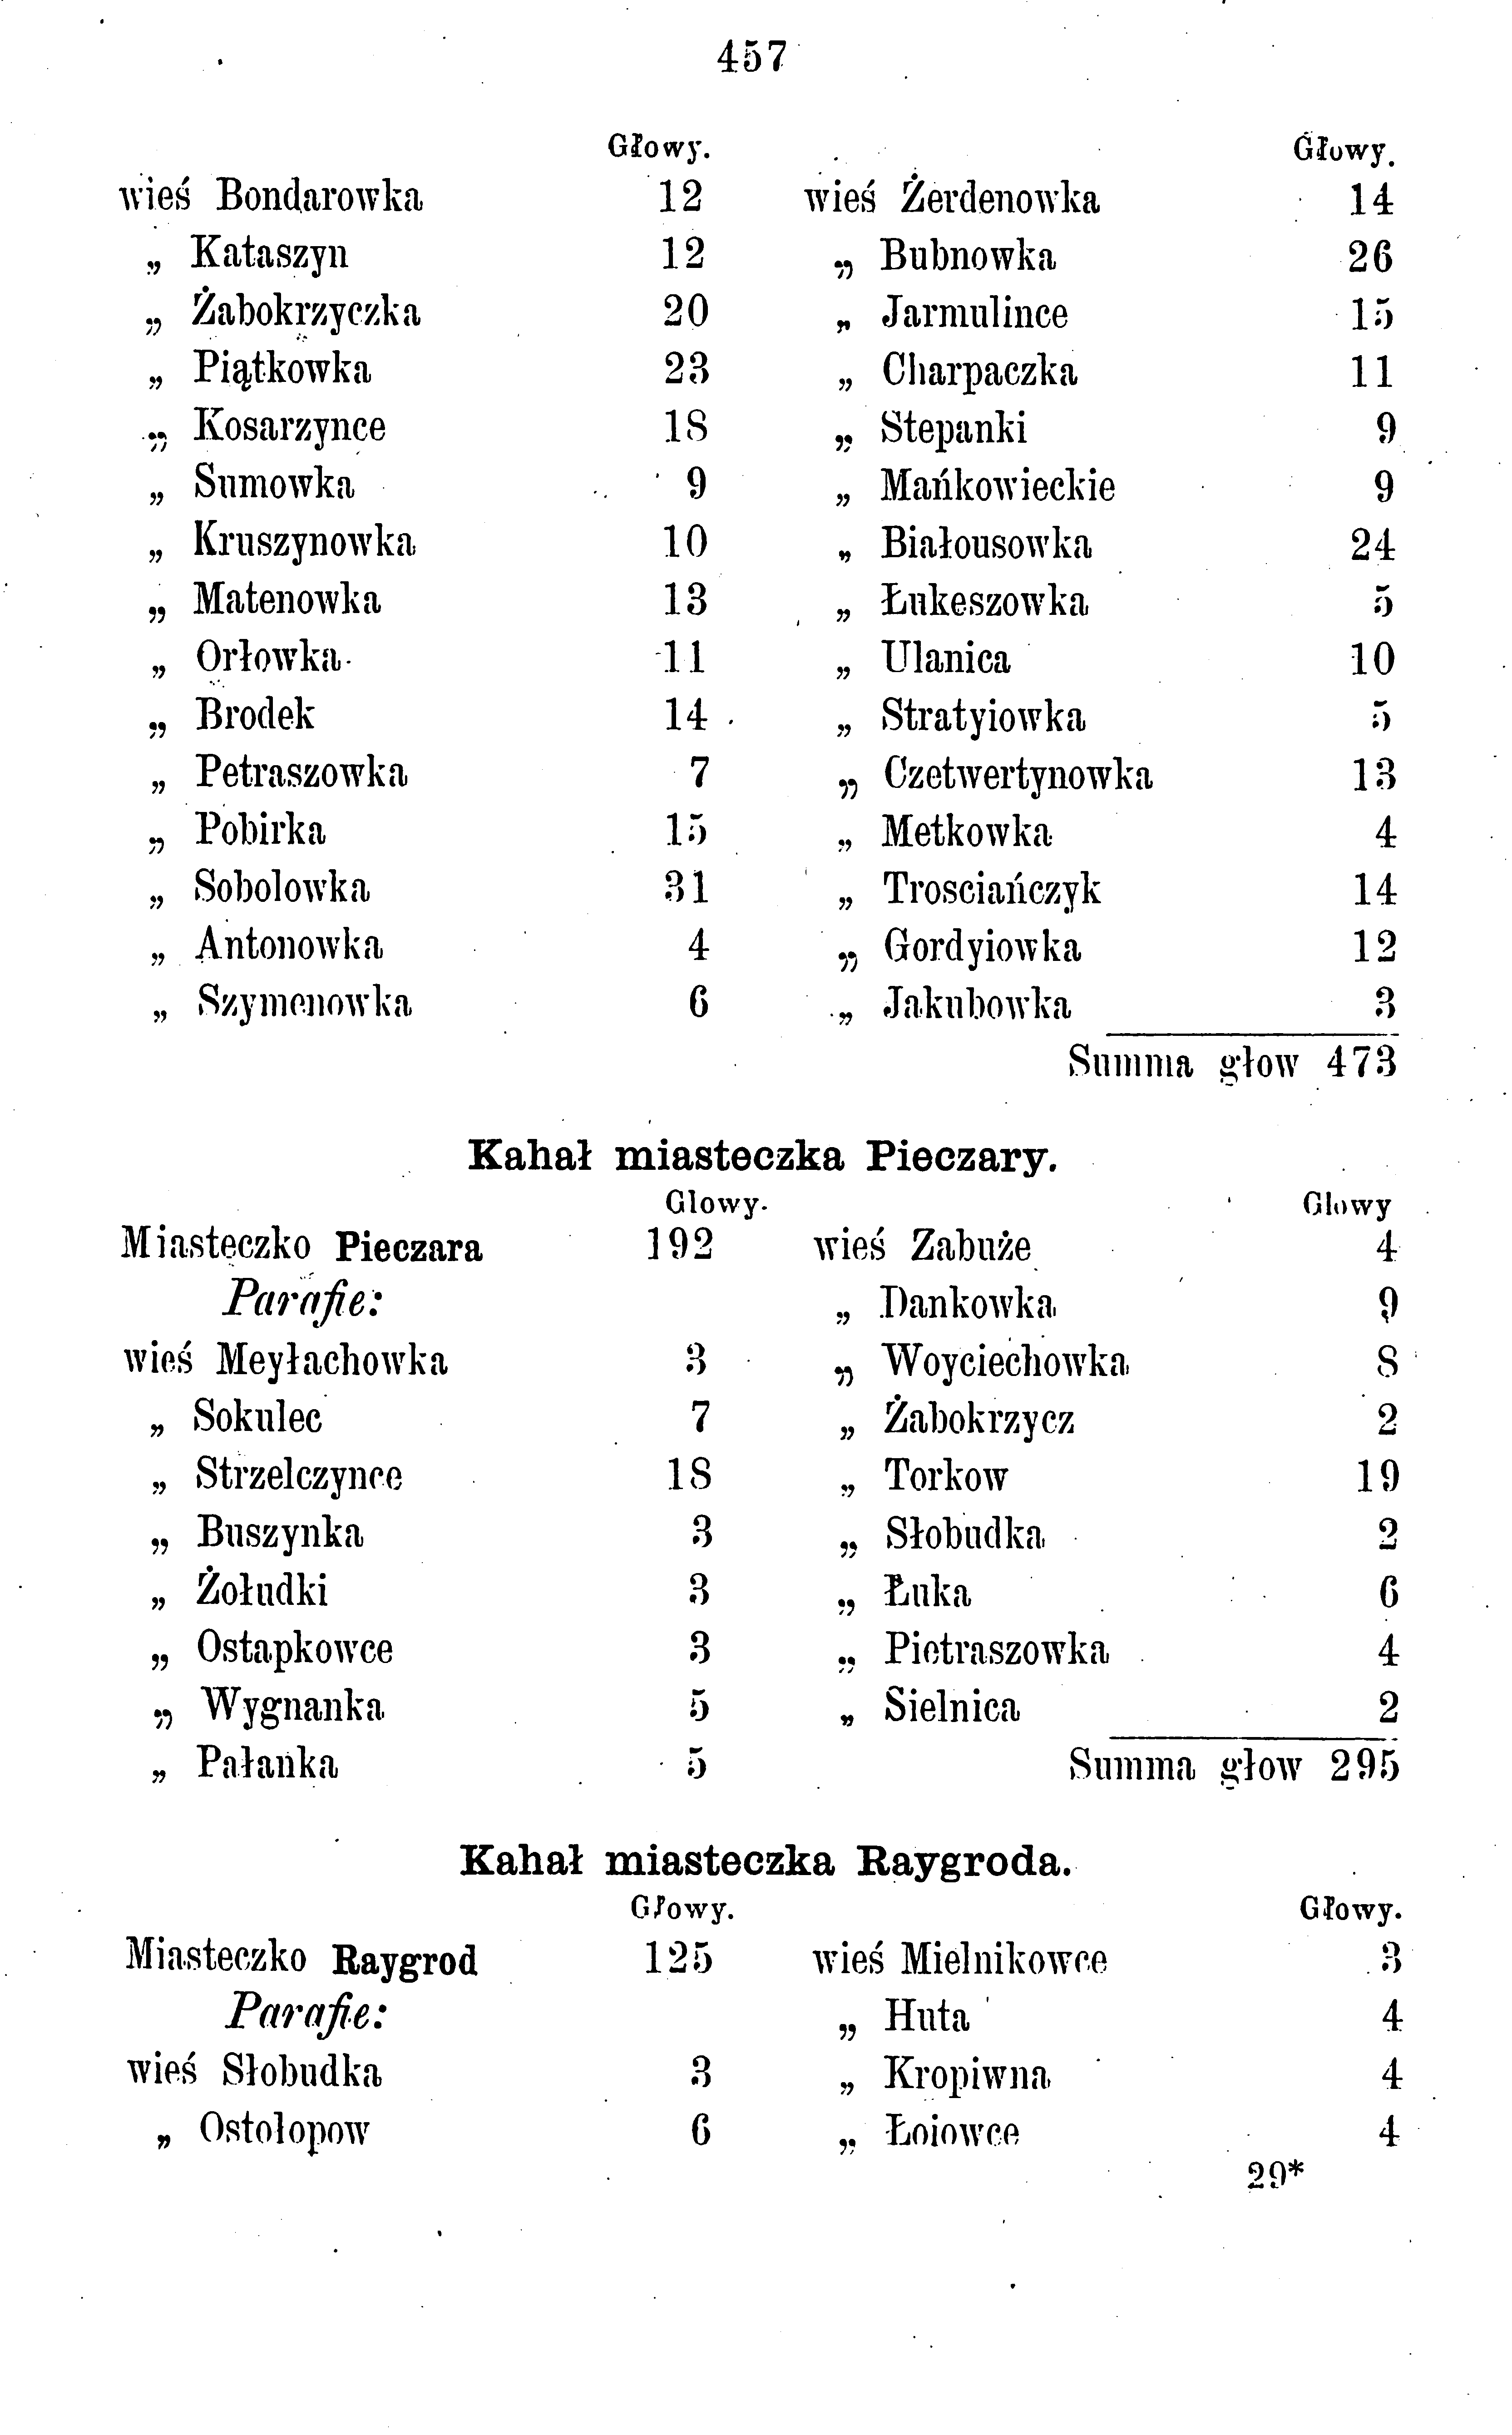 457
Głowy.
wieś Bondarowka 12
„ Kataszyn 12
„ Żabokrzyczka 20
„ Piątkowka 23
„ Kosarzynce 18
„ Sumowka 9
„ Kruszynowka 10
„ Matenowka 13
„ Orłowka 11
„ Brodek 14
„ Petraszowka 7
„ Pobirka 15
„ Sobolowka 31
„ Antonowka 4
„ Szymenowka 6
Głowy.
wieś Żerdenowka 14
„ Bubnowka 26
„ Jarmulince 15
„ Charpaczka 11
„ Stepanki 9
„ Mańkowieckie 9
„ Białousowka 24
„ Łukeszowka 5
„ Ulanica 10
„ Stratyiowka 5
„ Czetwertynowka 13
„ Metkowka 4
„ Trosciańczyk 14
„ Gordyiowka 12
„ Jakubowka 3
Summa głow 473
Kahał miasteczka Pieczary.
Glowy.
Miasteczko Pieczara 192
Parafie:
wieś Meyłachowka 3
„ Sokulec 7
„ Strzelczynce 18
„ Buszynka 3
„ Żołudki 3
„ Ostapkowce 3
„ Wygnanka 5
„ Pałanka 5
Glowy
wieś Zabuże 4
„ Dankowka 9
„ Woyciechowka 8
„ Żabokrzycz 2
„ Torkow 19
„ Słobudka 2
„ Łuka 6
„ Pietraszowka 4
„ Sielnica 2
Summa głow 295
Kahał miasteczka Raygroda.
Głowy.
Miasteczko Raygrod 125
Parafie:
wieś Słobudka 3
„ Ostolopow 6
Głowy.
wieś Mielnikowce 3
„ Huta 4
„ Kropiwna 4
„ Łoiowce 4
29*